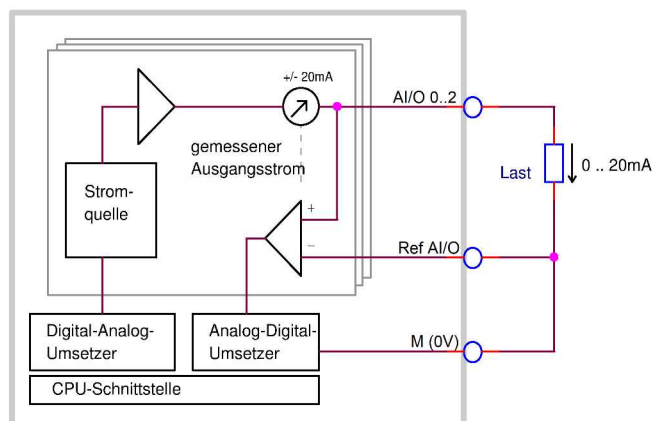 +/- 20mA
AI/O 0..2
gemessener
Ausgangsstrom
Strom-
quelle
+
−
Last
0 .. 20mA
Ref AI/O
Digital-Analog-
Umsetzer
Analog-Digital-
Umsetzer
M (0V)
CPU-Schnittstelle